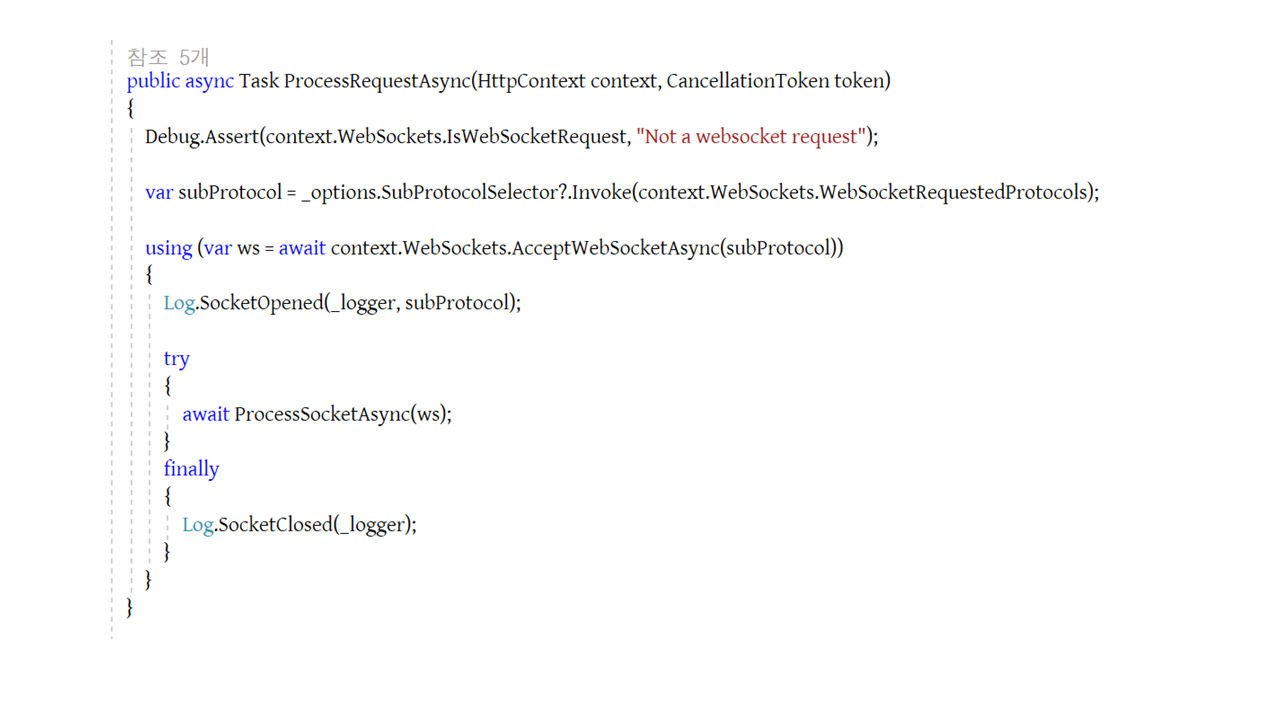 참조 5개
public async Task ProcessRequestAsync(HttpContext context, CancellationToken token)
{
Debug.Assert(context.WebSockets.IsWebSocketRequest, "Not a websocket request");
var subProtocol = _options.SubProtocolSelector?.Invoke(context.WebSockets.WebSocketRequestedProtocols);
using (var ws = await context.WebSockets.AcceptWebSocketAsync(subProtocol))
{
Log.SocketOpened(_logger, subProtocol);
try
{
await ProcessSocketAsync(ws);
}
finally
{
Log.SocketClosed(_logger);
}
}
}